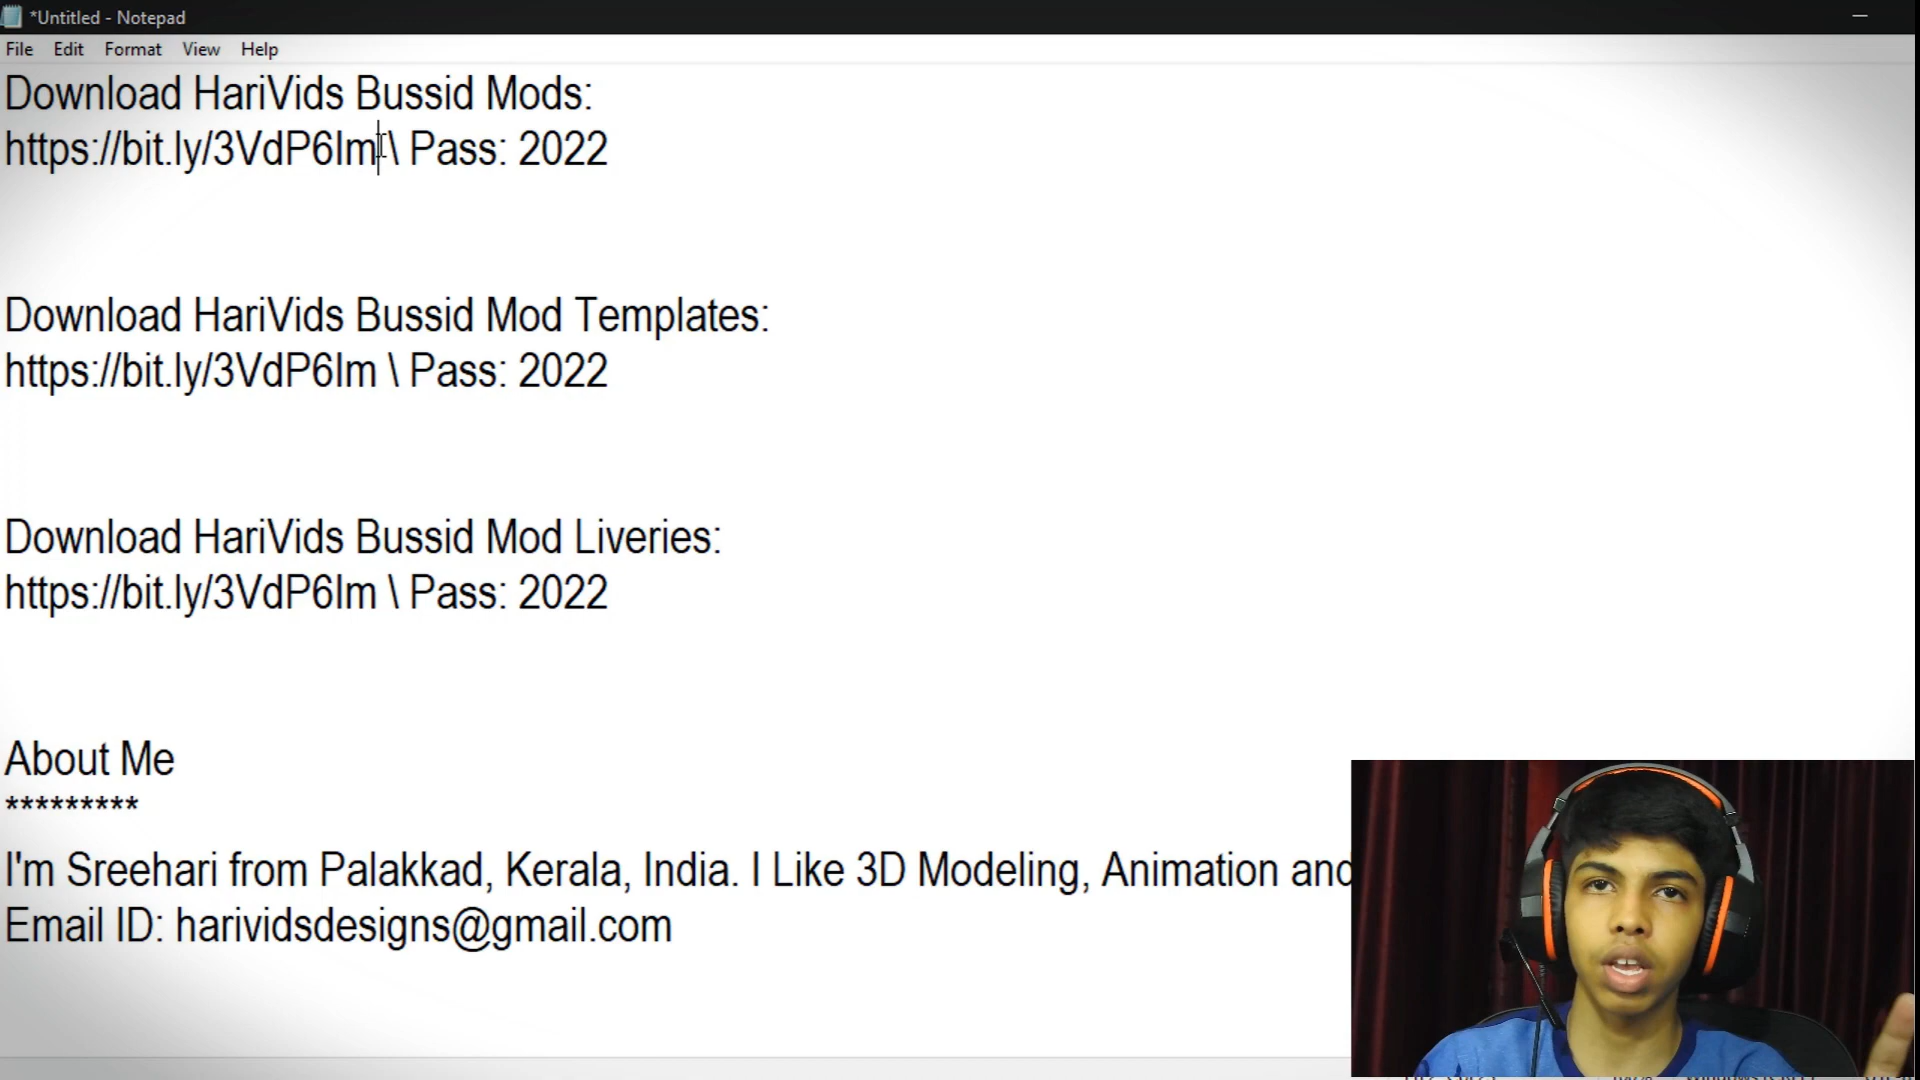 *Untitled - Notepad
File Edit Format View Help
Download HariVids Bussid Mods:
https://bit.ly/3VdP6Im \ Pass: 2022
Download HariVids Bussid Mod Templates:
https://bit.ly/3VdP6Im \ Pass: 2022
Download HariVids Bussid Mod Liveries:
https://bit.ly/3VdP6Im \ Pass: 2022
About Me
*********
I'm Sreehari from Palakkad, Kerala, India. I Like 3D Modeling, Animation and
Email ID: harividsdesigns@gmail.com